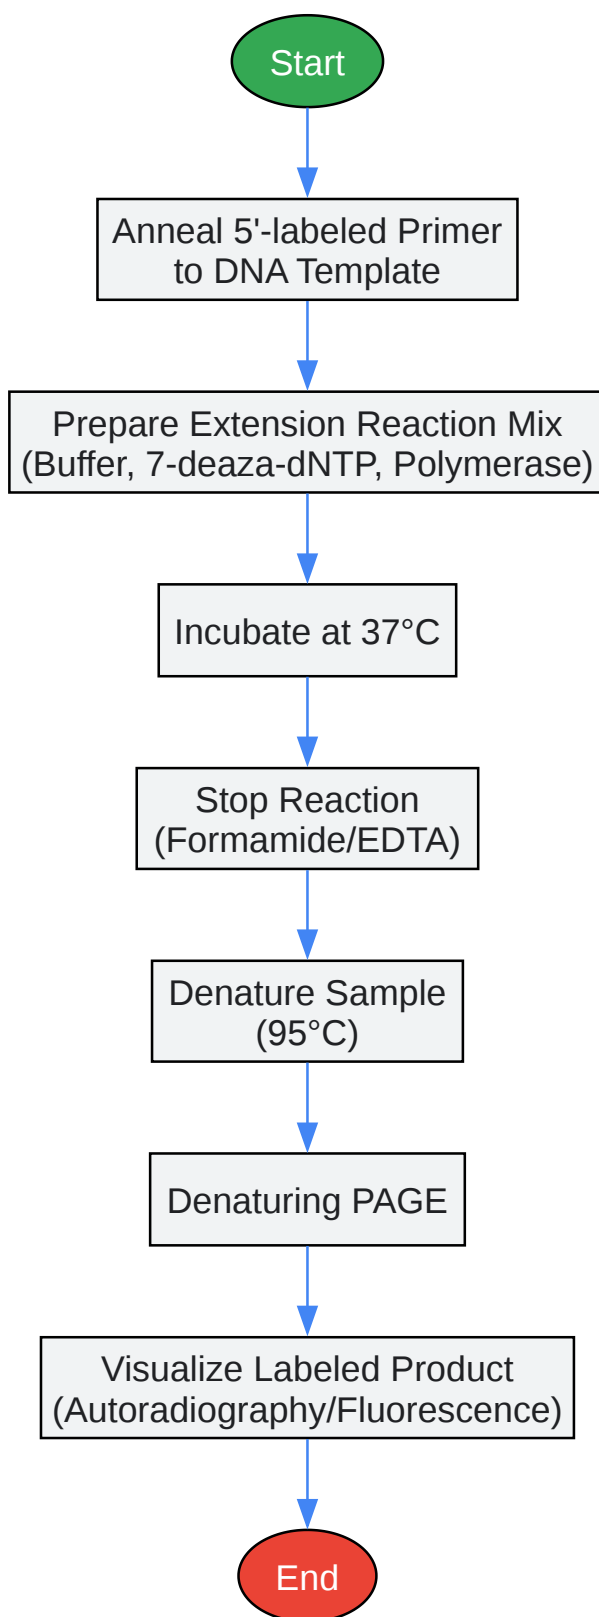 Start
Anneal 5'-labeled Primer
to DNA Template
Prepare Extension Reaction Mix
(Buffer, 7-deaza-dNTP, Polymerase)
Incubate at 37°C
Stop Reaction
(Formamide/EDTA)
Denature Sample
(95°C)
Denaturing PAGE
Visualize Labeled Product
(Autoradiography/Fluorescence)
End